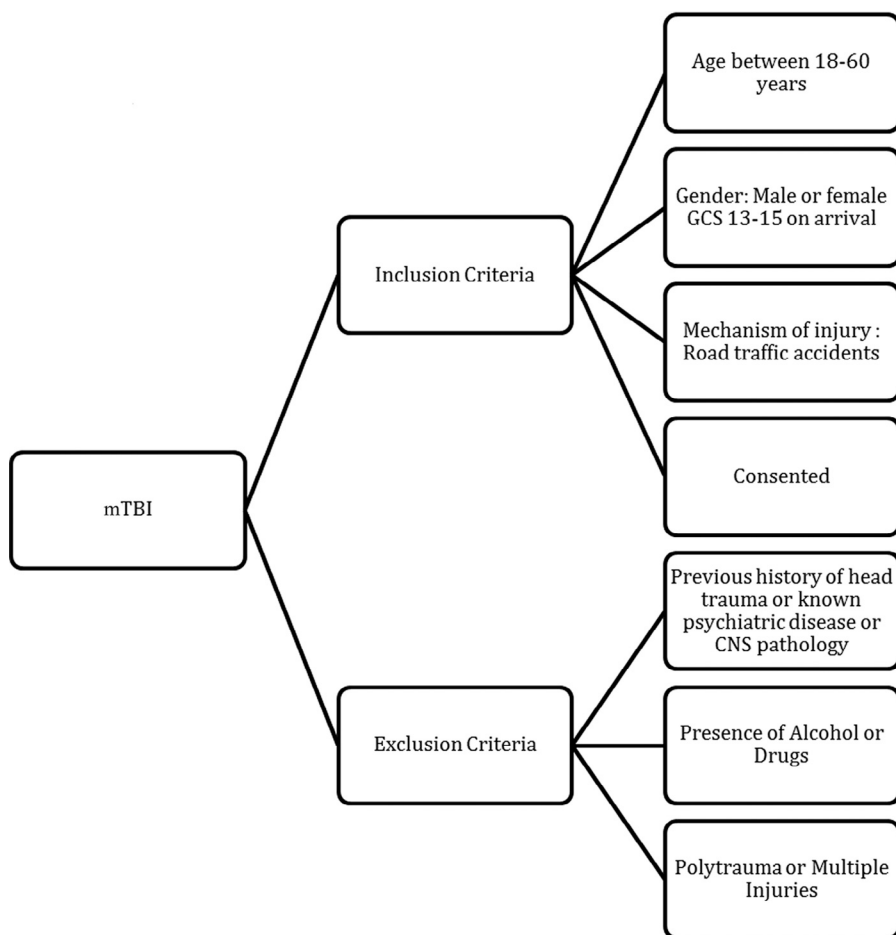 mTBI
Inclusion Criteria
Age between 18-60
years
Gender: Male or female
GCS 13-15 on arrival
Mechanism of injury :
Road traffic accidents
Consented
Exclusion Criteria
Previous history of head
trauma or known
psychiatric disease or
CNS pathology
Presence of Alcohol or
Drugs
Polytrauma or Multiple
Injuries